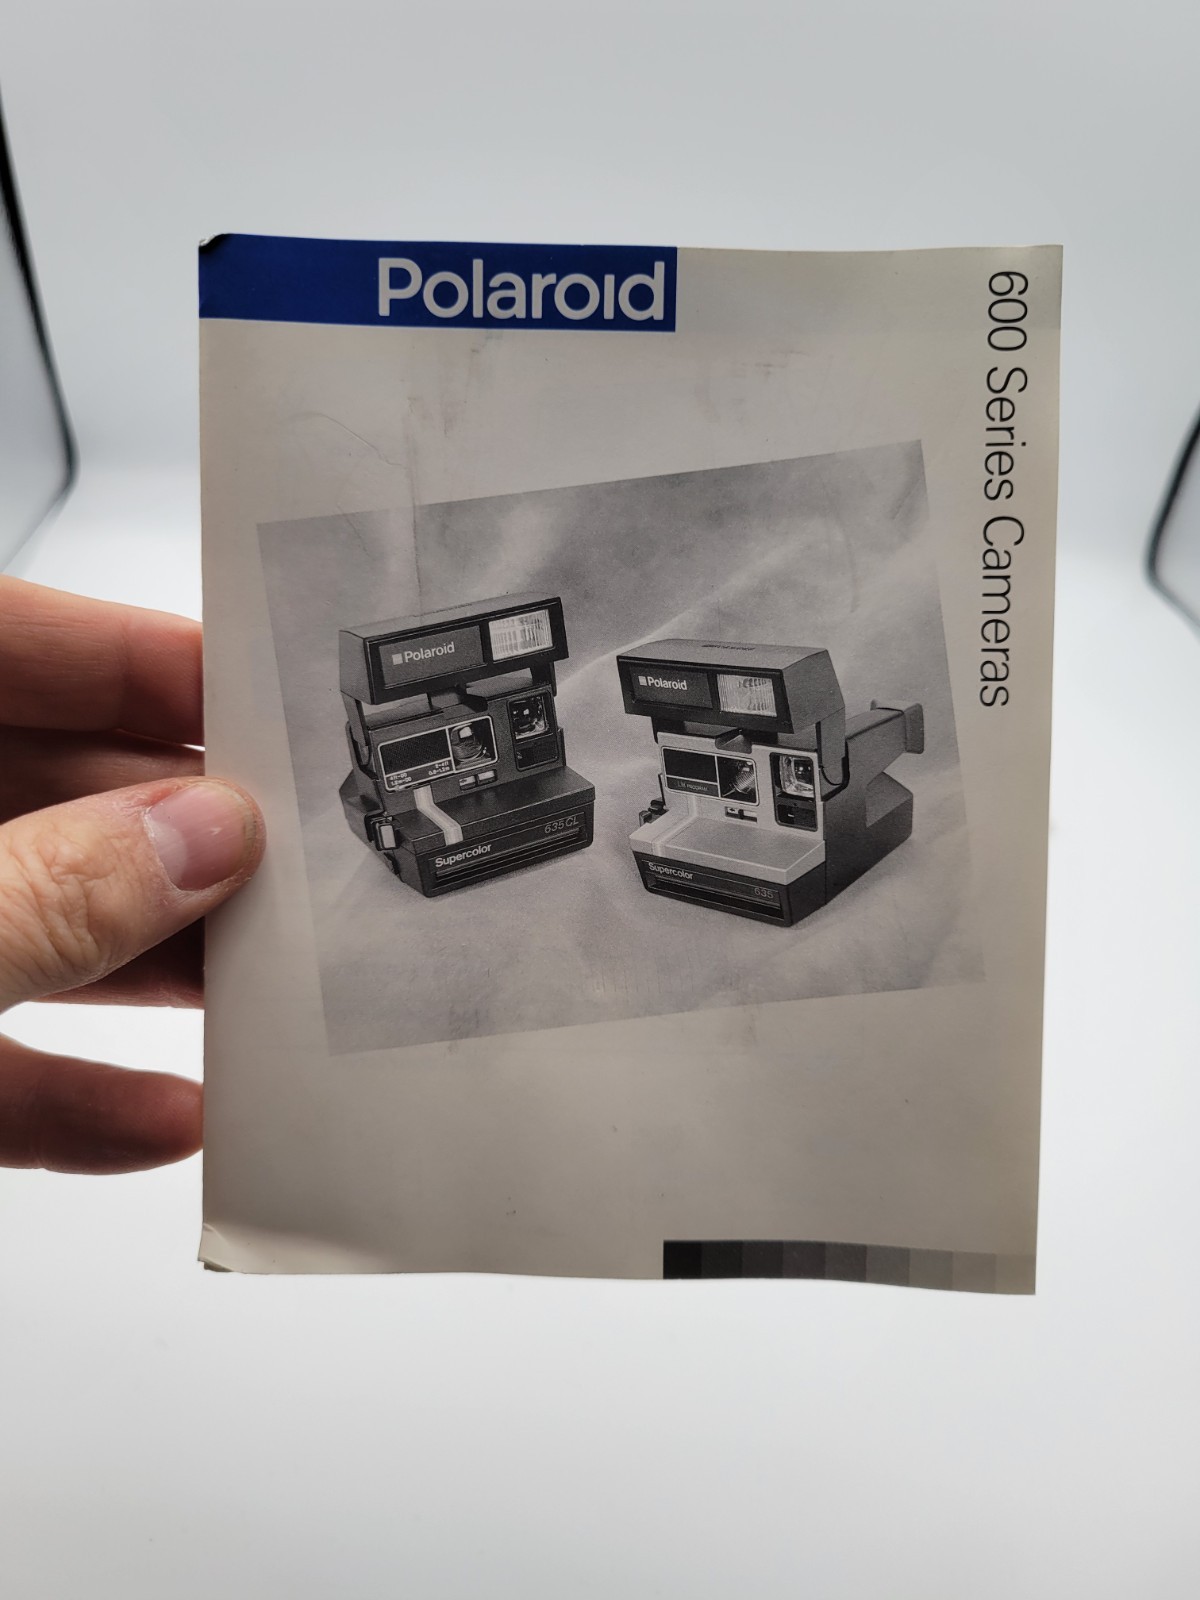 Polaroid
600 Series Cameras
Polaroid
635CL
Supercolor
Polaroid
Supercolor
635